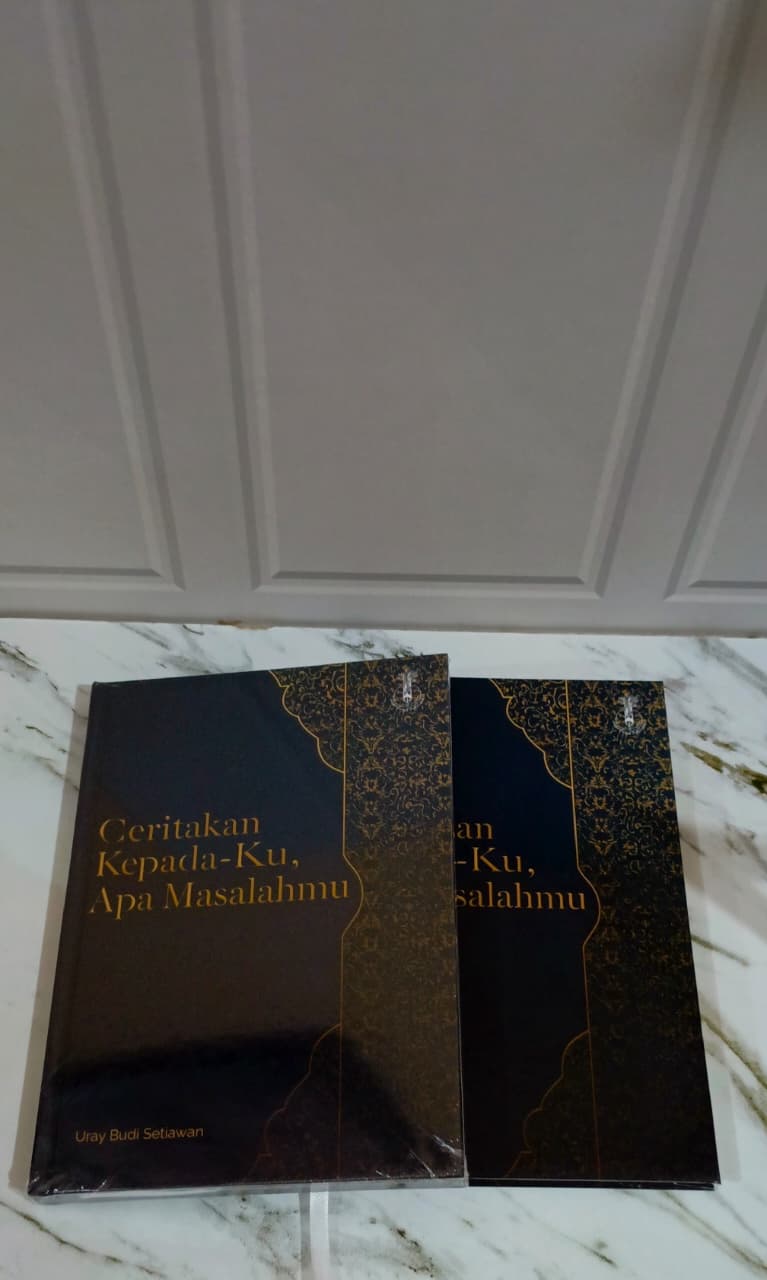 Ceritakan
Kepada-Ku,
Apa Masalahmu
Uray Budi Setiawan
an
-Ku,
salahmu